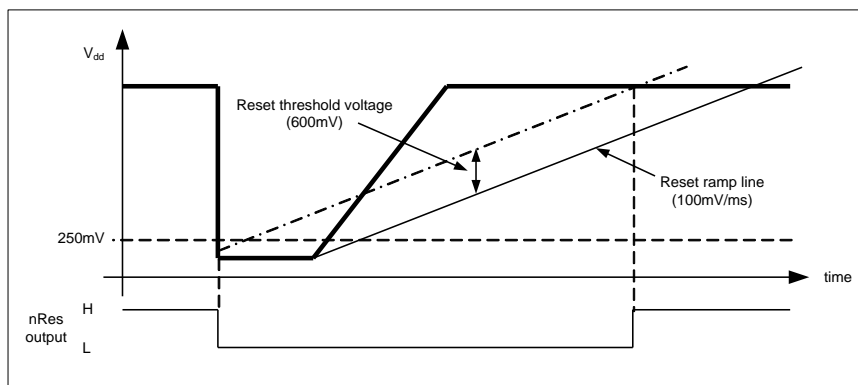 V_dd
Reset threshold voltage
(600mV)
Reset ramp line
(100mV/ms)
250mV
time
nRes
output
H
L